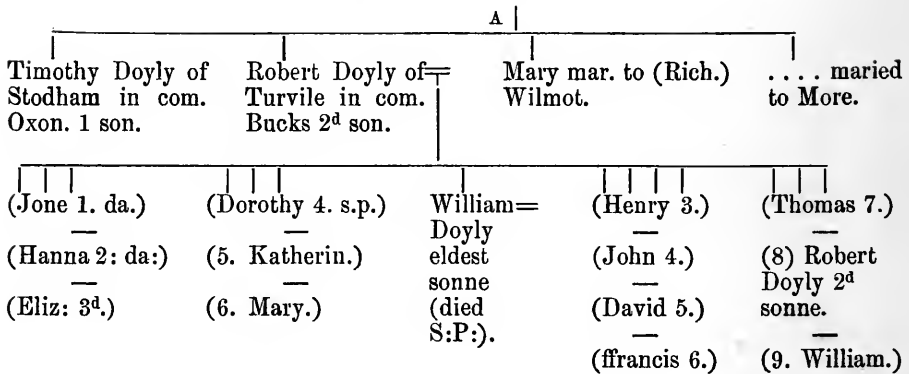 A
Timothy Doyly of
Stodham in com.
Oxon. 1 son.
Robert Doyly of
Turvile in com.
Bucks 2d son.
Mary mar. to (Rich.)
Wilmot.
. . . . maried
to More.
(Jone 1. da.)
(Hanna 2: da:)
(Eliz: 3d.)
(Dorothy 4. s.p.)
(5. Katherin.)
(6. Mary.)
William=
Doyly
eldest
sonne
(died
S:P:).
(Henry 3.)
(John 4.)
(David 5.)
(ffrancis 6.)
(Thomas 7.)
(8) Robert
Doyly 2d
sonne.
(9. William.)